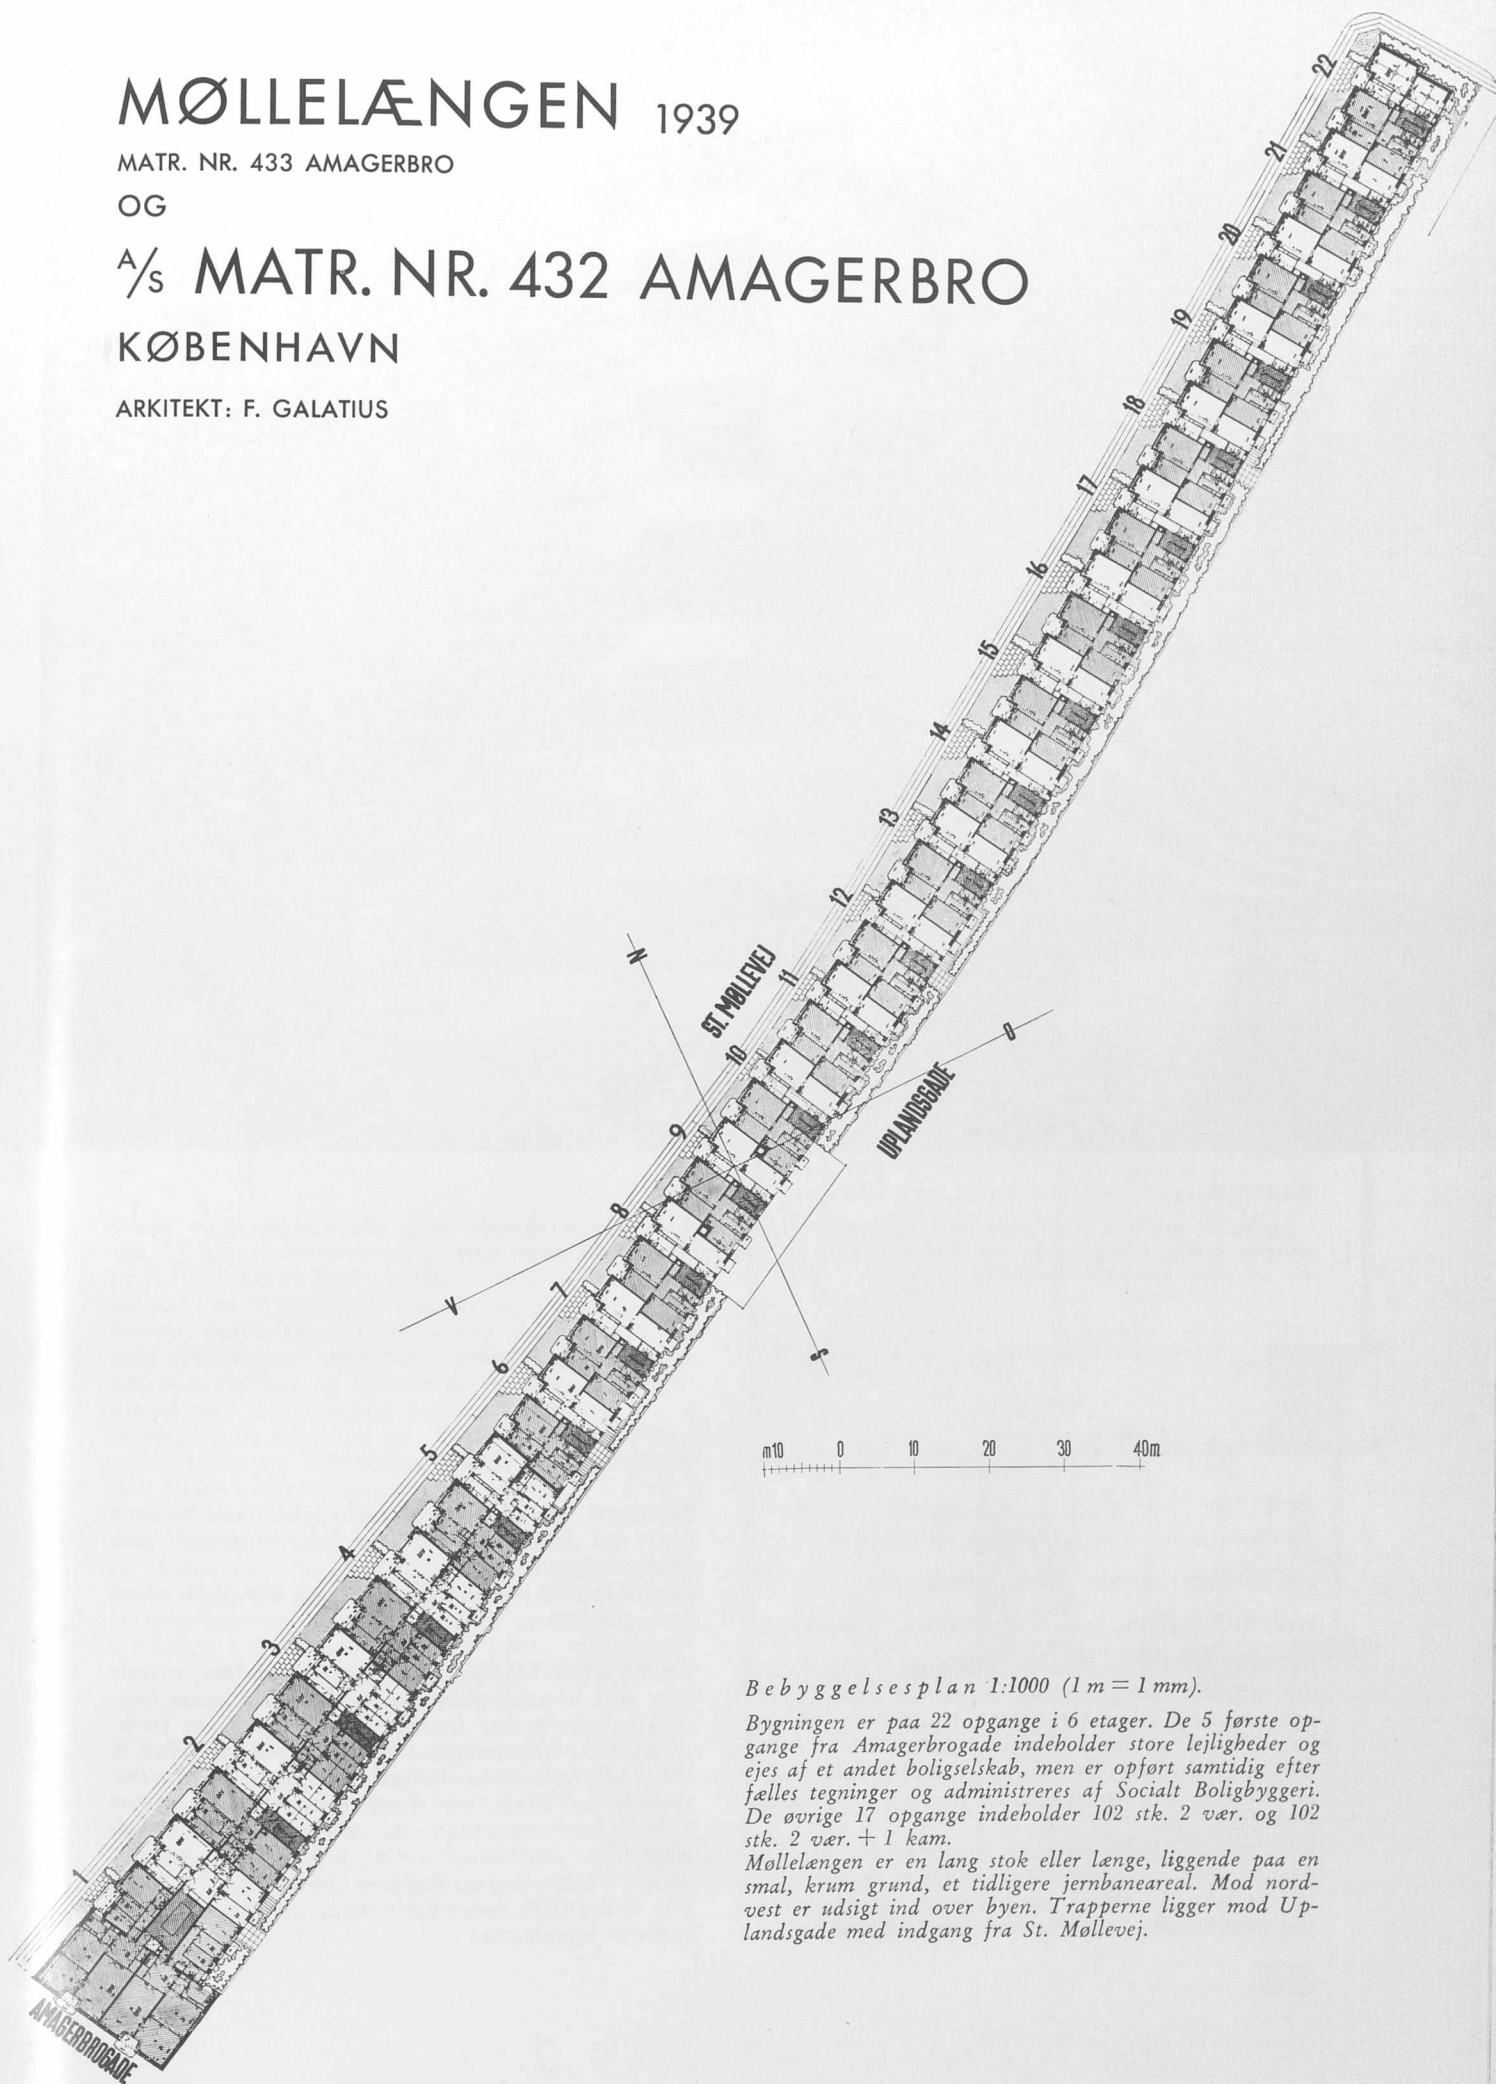 MØLLELÆNGEN 1939
MATR. NR. 433 AMAGERBRO
OG
A/S MATR. NR. 432 AMAGERBRO
KØBENHAVN
ARKITEKT: F. GALATIUS
22
21
20
19
18
17
16
15
14
13
12
11
10
9
8
7
6
5
4
3
2
1
ST. MØLLEVEJ
UPLANDSGADE
AMAGERBROGADE
N
O
V
S
m10 0 10 20 30 40m
Bebyggelsesplan 1:1000 (1 m = 1 mm).
Bygningen er paa 22 opgange i 6 etager. De 5 første op-
gange fra Amagerbrogade indeholder store lejligheder og
ejes af et andet boligselskab, men er opført samtidig efter
fælles tegninger og administreres af Socialt Boligbyggeri.
De øvrige 17 opgange indeholder 102 stk. 2 vær. og 102
stk. 2 vær. + 1 kam.
Møllelængen er en lang stok eller længe, liggende paa en
smal, krum grund, et tidligere jernbaneareal. Mod nord-
vest er udsigt ind over byen. Trapperne ligger mod Up-
landsgade med indgang fra St. Møllevej.